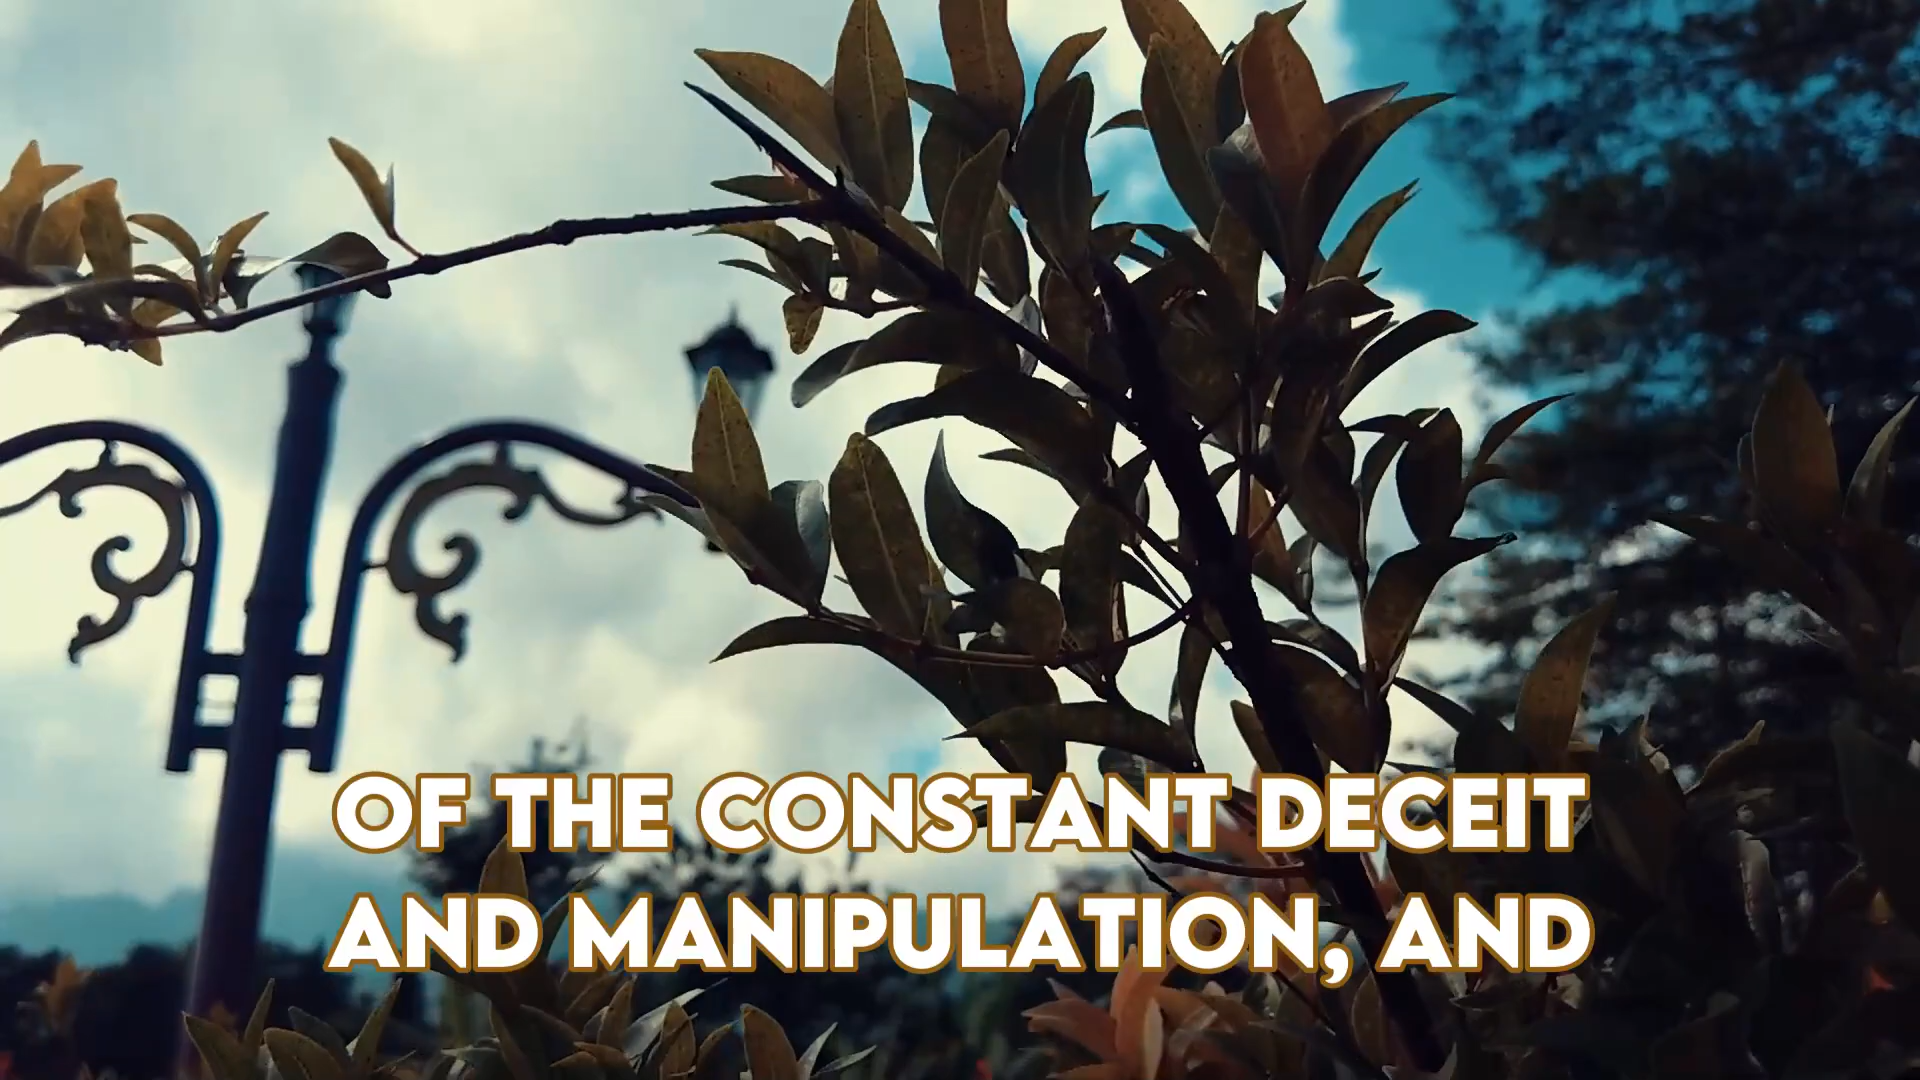 OF THE CONSTANT DECEIT
AND MANIPULATION, AND